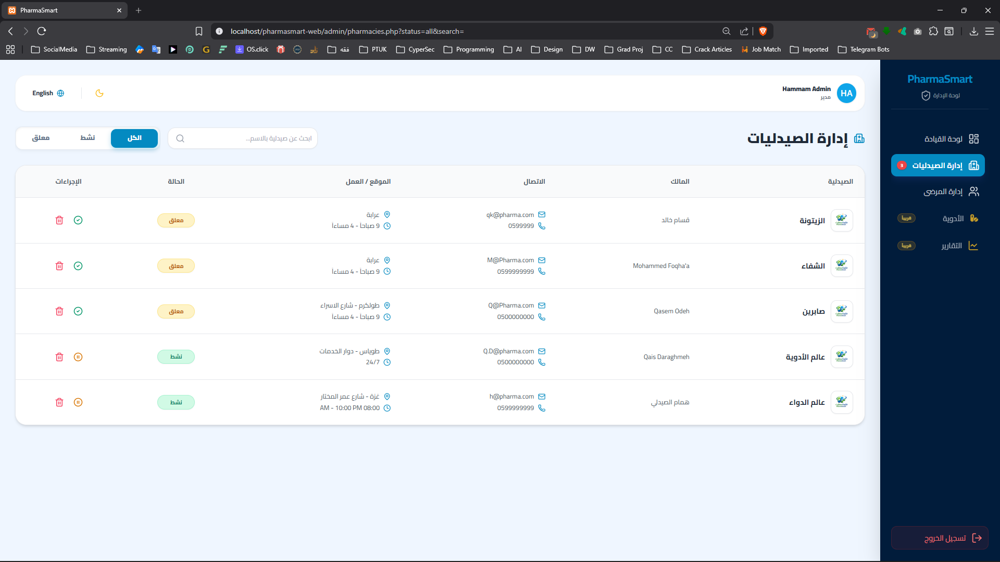 PharmaSmart
localhost/pharmasmart-web/admin/pharmacies.php?status=all&search=
SocialMedia
Streaming
OS.click
فقه
PTUK
CyperSec
Programming
AI
Design
DW
Grad Proj
CC
Crack Articles
Job Match
Imported
Telegram Bots
PharmaSmart
لوحة الإدارة
لوحة القيادة
إدارة الصيدليات 3
إدارة المرضى
الأدوية قريباً
التقارير قريباً
تسجيل الخروج
HA
Hammam Admin
مدير
English
إدارة الصيدليات
ابحث عن صيدلية بالاسم...
الكل نشط معلق
الصيدلية المالك الاتصال الموقع / العمل الحالة الإجراءات
الزيتونة
قسام خالد
qk@pharma.com
0599999
عرابة
9 صباحاً - 4 مساءاً
معلق
الشفاء
Mohammed Foqha'a
M@Pharma.com
0599999999
عرابة
9 صباحاً - 4 مساءاً
معلق
صابرين
Qasem Odeh
Q@Pharma.com
0500000000
طولكرم - شارع الاسراء
9 صباحاً - 4 مساءاً
معلق
عالم الأدوية
Qais Daraghmeh
Q.D@pharma.com
0500000000
طوباس - دوار الخدمات
24/7
نشط
عالم الدواء
همام الصيدلي
h@pharma.com
0599999999
غزة - شارع عمر المختار
AM - 10:00 PM 08:00
نشط